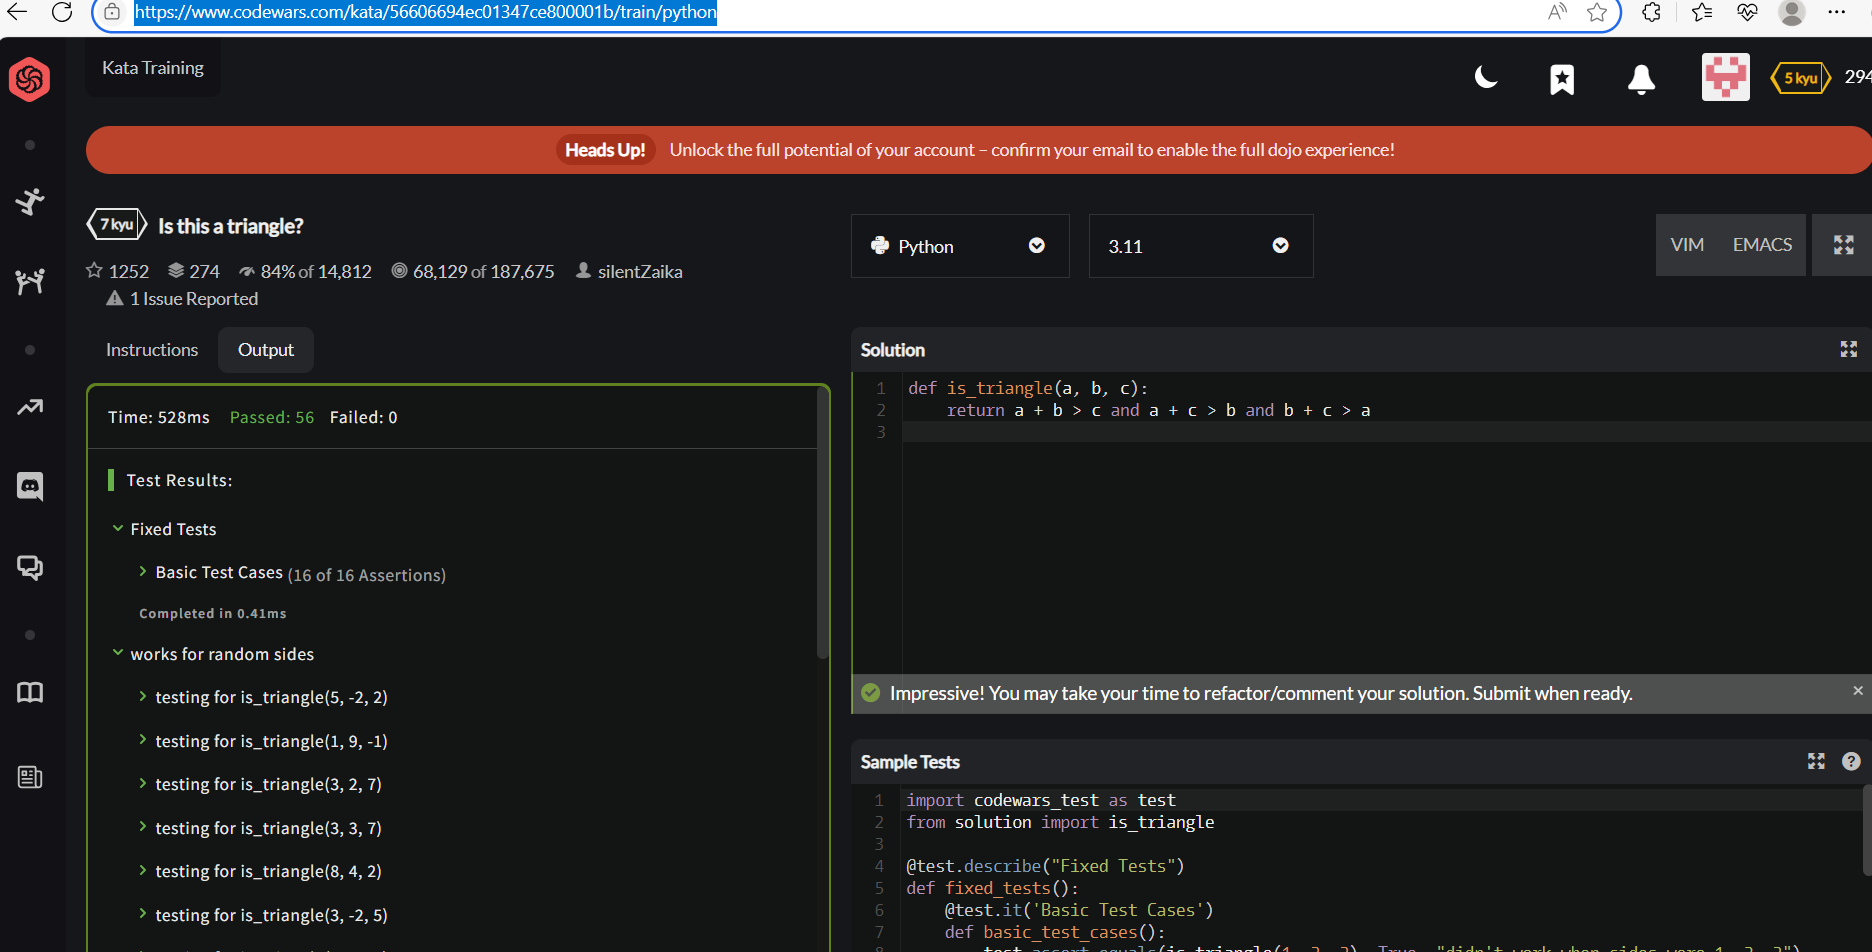 https://www.codewars.com/kata/56606694ec01347ce800001b/train/python
Kata Training
5 kyu
294
Heads Up! Unlock the full potential of your account – confirm your email to enable the full dojo experience!
7 kyu Is this a triangle?
1252 274 84% of 14,812 68,129 of 187,675 silentZaika
1 Issue Reported
Python
3.11
VIM EMACS
Instructions Output
Time: 528ms Passed: 56 Failed: 0
Test Results:
Fixed Tests
Basic Test Cases (16 of 16 Assertions)
Completed in 0.41ms
works for random sides
testing for is_triangle(5, -2, 2)
testing for is_triangle(1, 9, -1)
testing for is_triangle(3, 2, 7)
testing for is_triangle(3, 3, 7)
testing for is_triangle(8, 4, 2)
testing for is_triangle(3, -2, 5)
Solution
1 def is_triangle(a, b, c):
2 return a + b > c and a + c > b and b + c > a
3
Impressive! You may take your time to refactor/comment your solution. Submit when ready.
Sample Tests
1 import codewars_test as test
2 from solution import is_triangle
3
4 @test.describe("Fixed Tests")
5 def fixed_tests():
6 @test.it('Basic Test Cases')
7 def basic_test_cases():